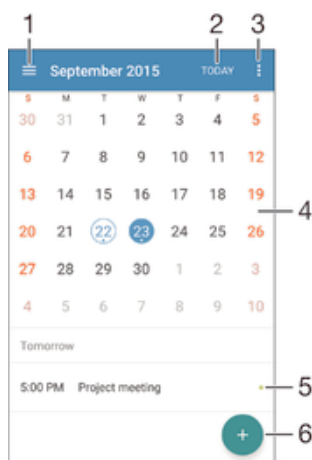 1 2 3
September 2015 TODAY
S M T W T F S
30 31 1 2 3 4 5
6 7 8 9 10 11 12
13 14 15 16 17 18 19
4
20 21 22 23 24 25 26
27 28 29 30 1 2 3
4 5 6 7 8 9 10
Tomorrow
5:00 PM Project meeting 5
+ 6